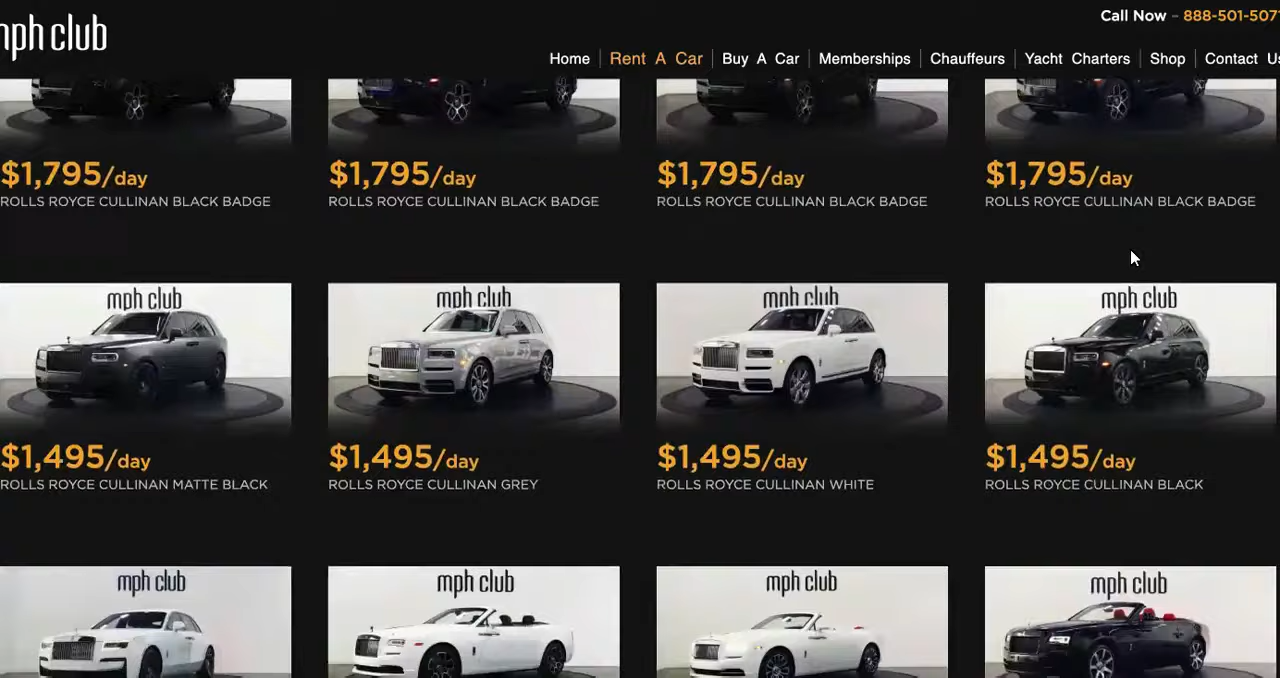 mph club
Call Now – 888-501-507
Home | Rent A Car | Buy A Car | Memberships | Chauffeurs | Yacht Charters | Shop | Contact Us
$1,795/day $1,795/day $1,795/day $1,795/day
ROLLS ROYCE CULLINAN BLACK BADGE ROLLS ROYCE CULLINAN BLACK BADGE ROLLS ROYCE CULLINAN BLACK BADGE ROLLS ROYCE CULLINAN BLACK BADGE
mph club mph club mph club mph club
$1,495/day $1,495/day $1,495/day $1,495/day
ROLLS ROYCE CULLINAN MATTE BLACK ROLLS ROYCE CULLINAN GREY ROLLS ROYCE CULLINAN WHITE ROLLS ROYCE CULLINAN BLACK
mph club mph club mph club mph club